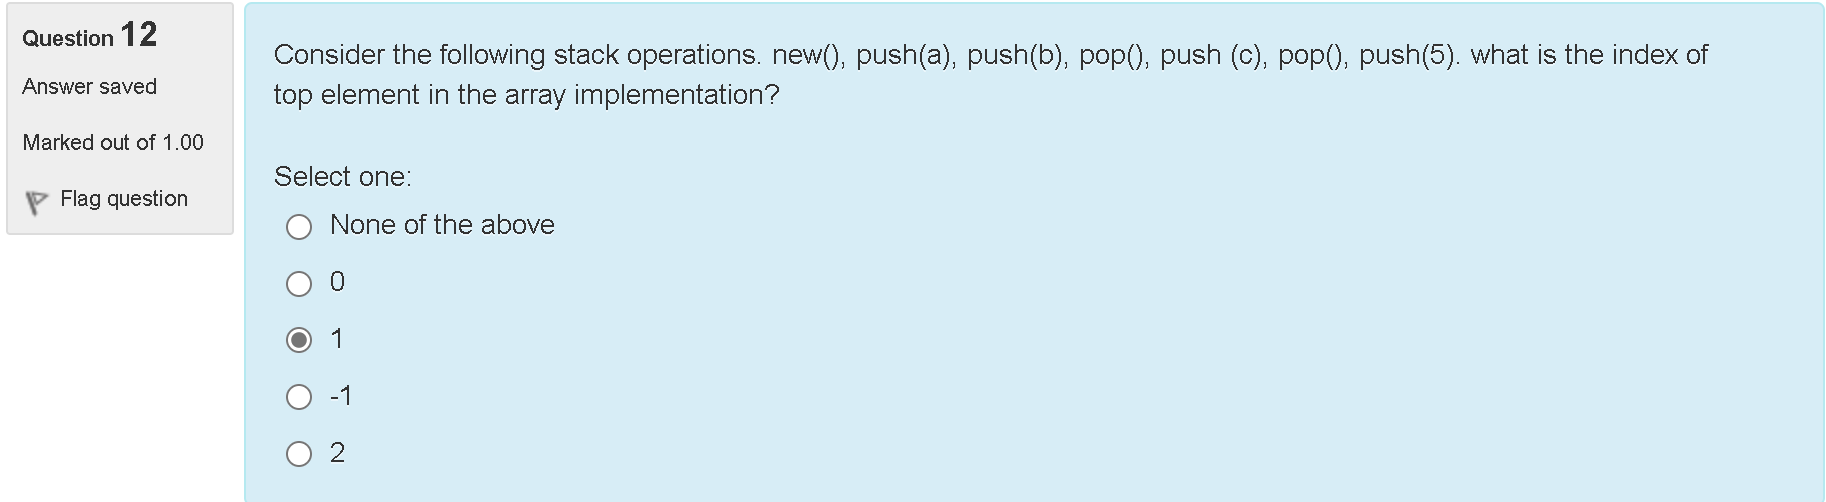 Question 12
Answer saved
Marked out of 1.00
Flag question
Consider the following stack operations. new(), push(a), push(b), pop(), push (c), pop(), push(5). what is the index of
top element in the array implementation?
Select one:
None of the above
0
1
-1
2